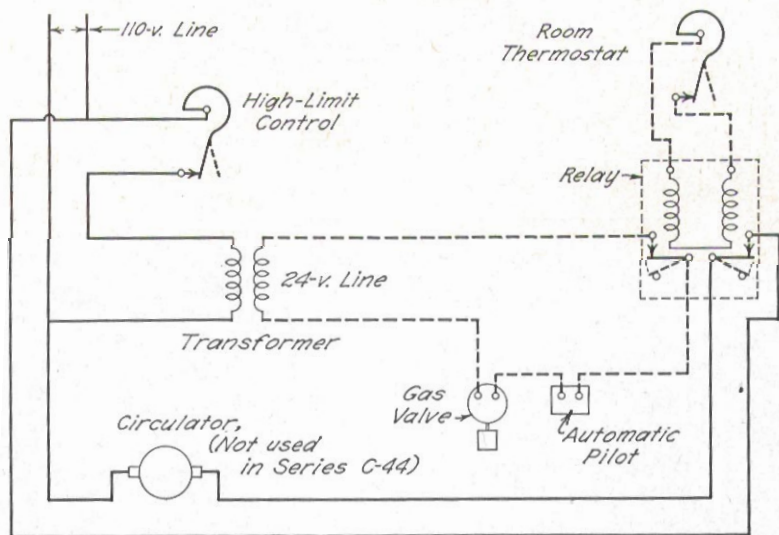 110-v. Line
Room
Thermostat
High-Limit
Control
Relay
24-v. Line
Transformer
Gas
Valve
Automatic
Pilot
Circulator,
(Not used
in Series C-44)